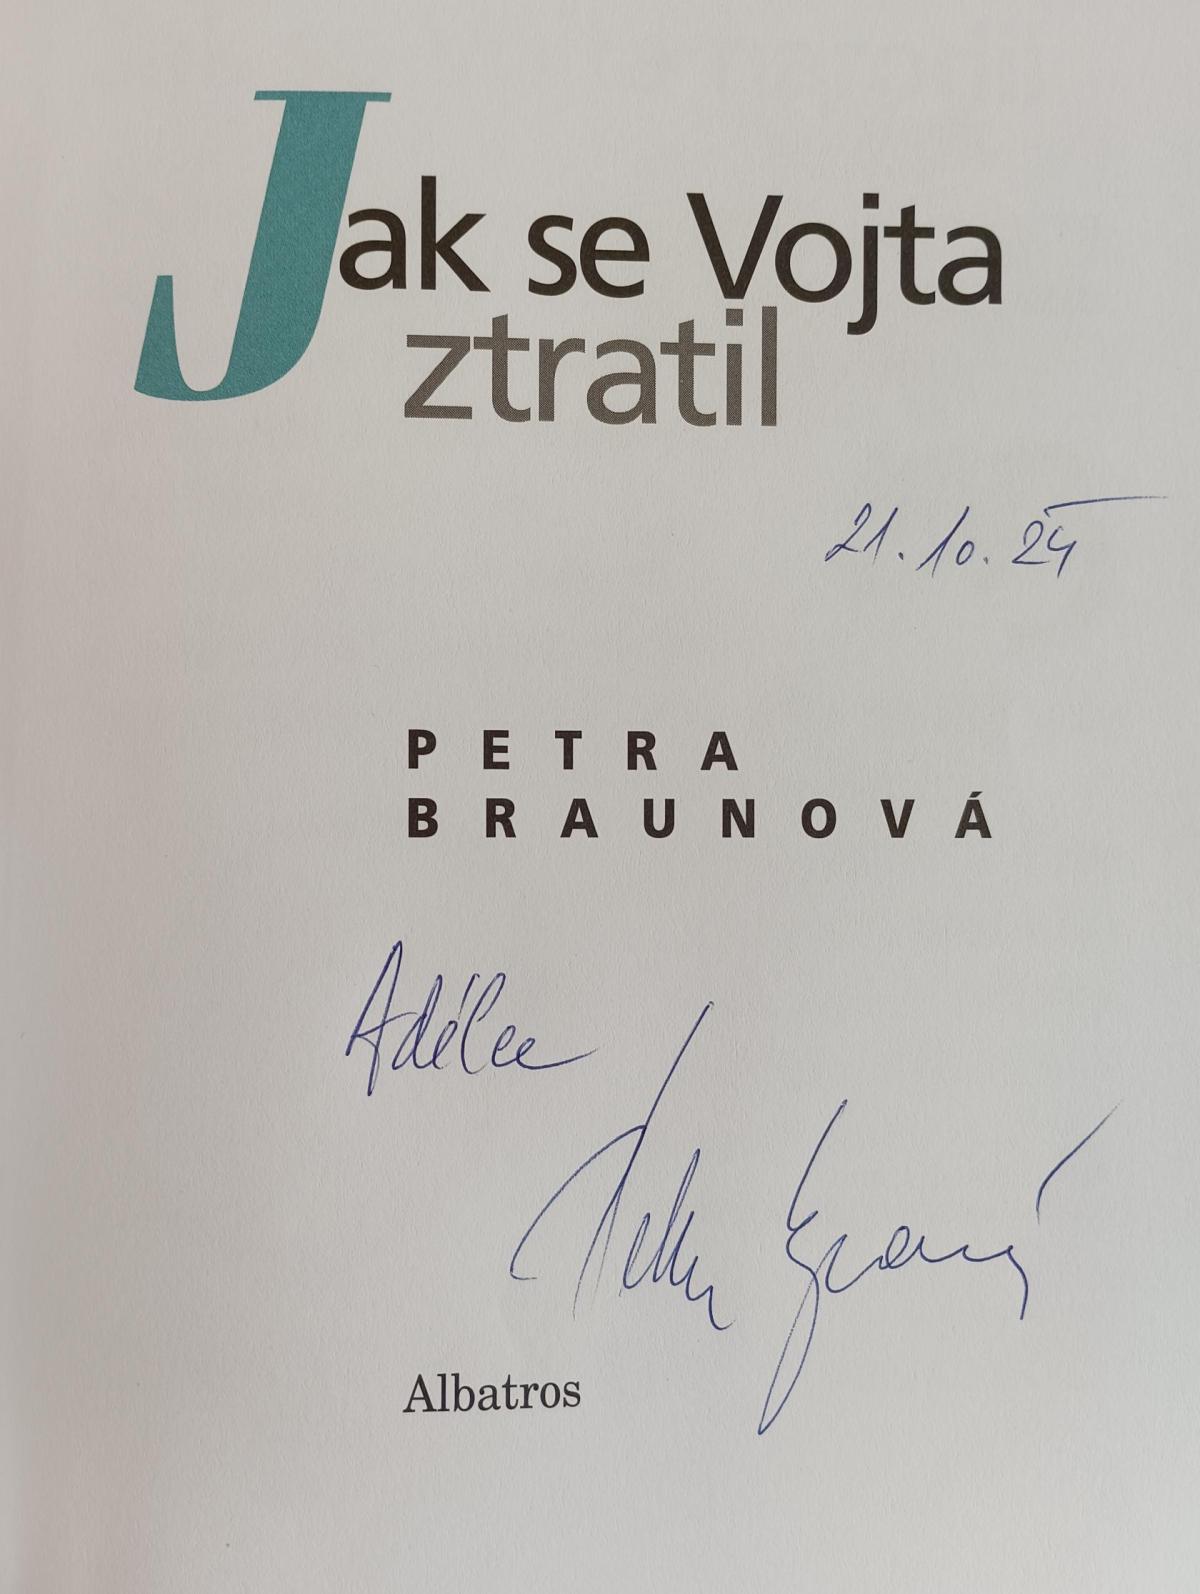 Jak se Vojta
ztratil
21. 10. 24
PETRA
BRAUNOVÁ
Adélce
Albatros